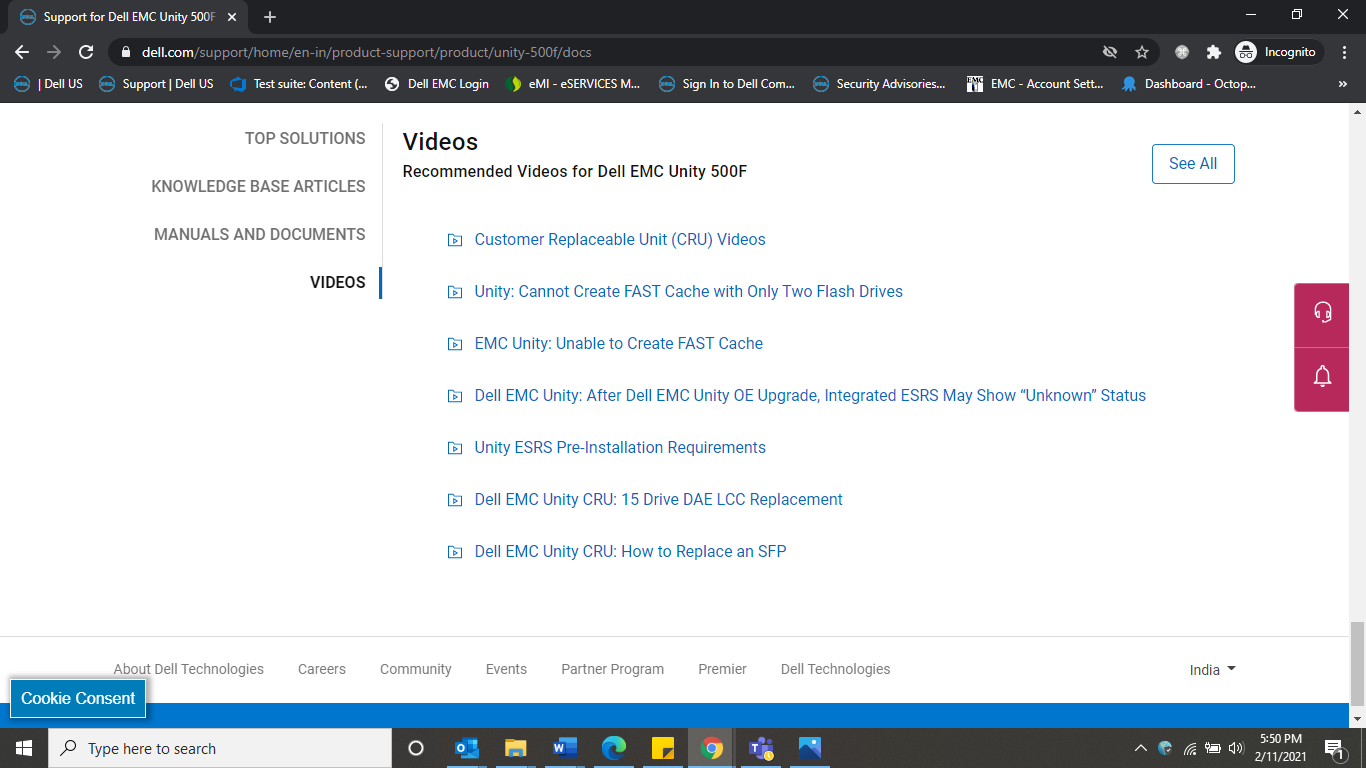 Support for Dell EMC Unity 500F
dell.com/support/home/en-in/product-support/product/unity-500f/docs
Incognito
| Dell US
Support | Dell US
Test suite: Content (...
Dell EMC Login
eMI - eSERVICES M...
Sign In to Dell Com...
Security Advisories...
EMC - Account Sett...
Dashboard - Octop...
TOP SOLUTIONS
KNOWLEDGE BASE ARTICLES
MANUALS AND DOCUMENTS
VIDEOS
Videos
Recommended Videos for Dell EMC Unity 500F
See All
Customer Replaceable Unit (CRU) Videos
Unity: Cannot Create FAST Cache with Only Two Flash Drives
EMC Unity: Unable to Create FAST Cache
Dell EMC Unity: After Dell EMC Unity OE Upgrade, Integrated ESRS May Show “Unknown” Status
Unity ESRS Pre-Installation Requirements
Dell EMC Unity CRU: 15 Drive DAE LCC Replacement
Dell EMC Unity CRU: How to Replace an SFP
About Dell Technologies
Careers
Community
Events
Partner Program
Premier
Dell Technologies
India
Cookie Consent
Type here to search
5:50 PM
2/11/2021
1